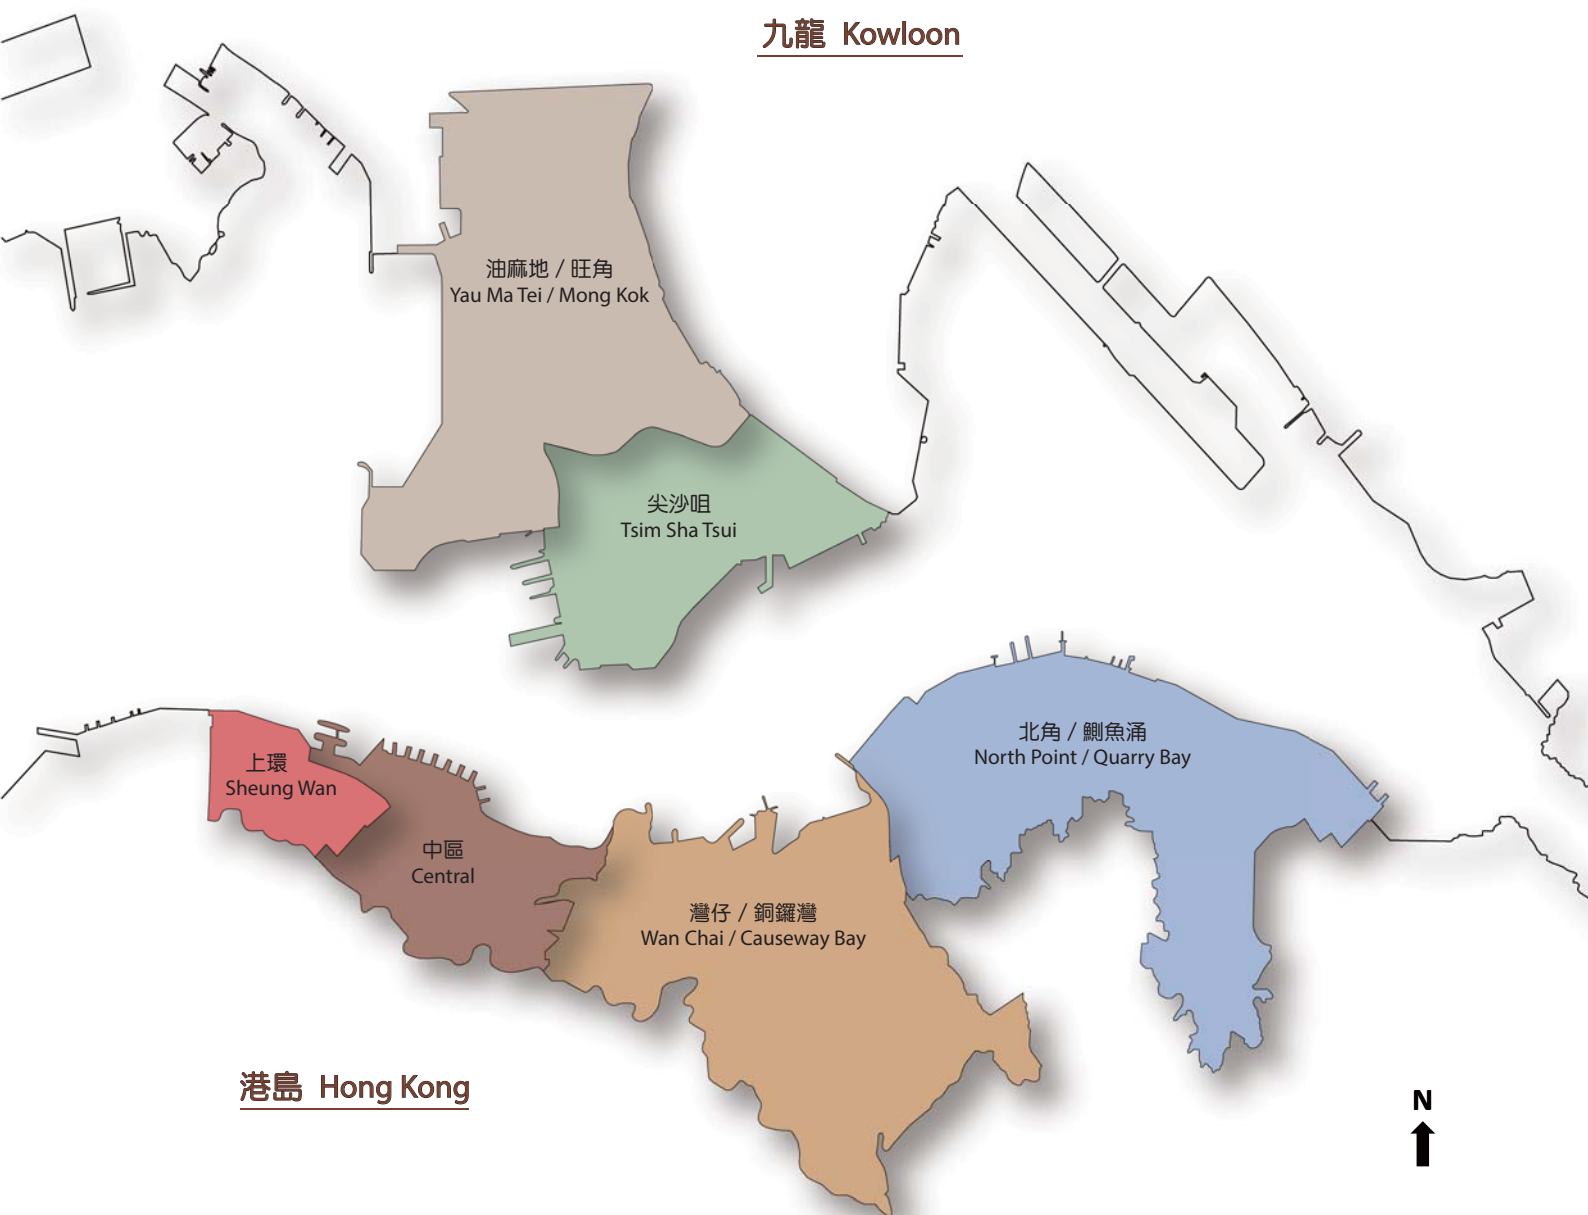 九龍 Kowloon
油麻地 / 旺角
Yau Ma Tei / Mong Kok
尖沙咀
Tsim Sha Tsui
北角 / 鰂魚涌
North Point / Quarry Bay
上環
Sheung Wan
中區
Central
灣仔 / 銅鑼灣
Wan Chai / Causeway Bay
港島 Hong Kong
N